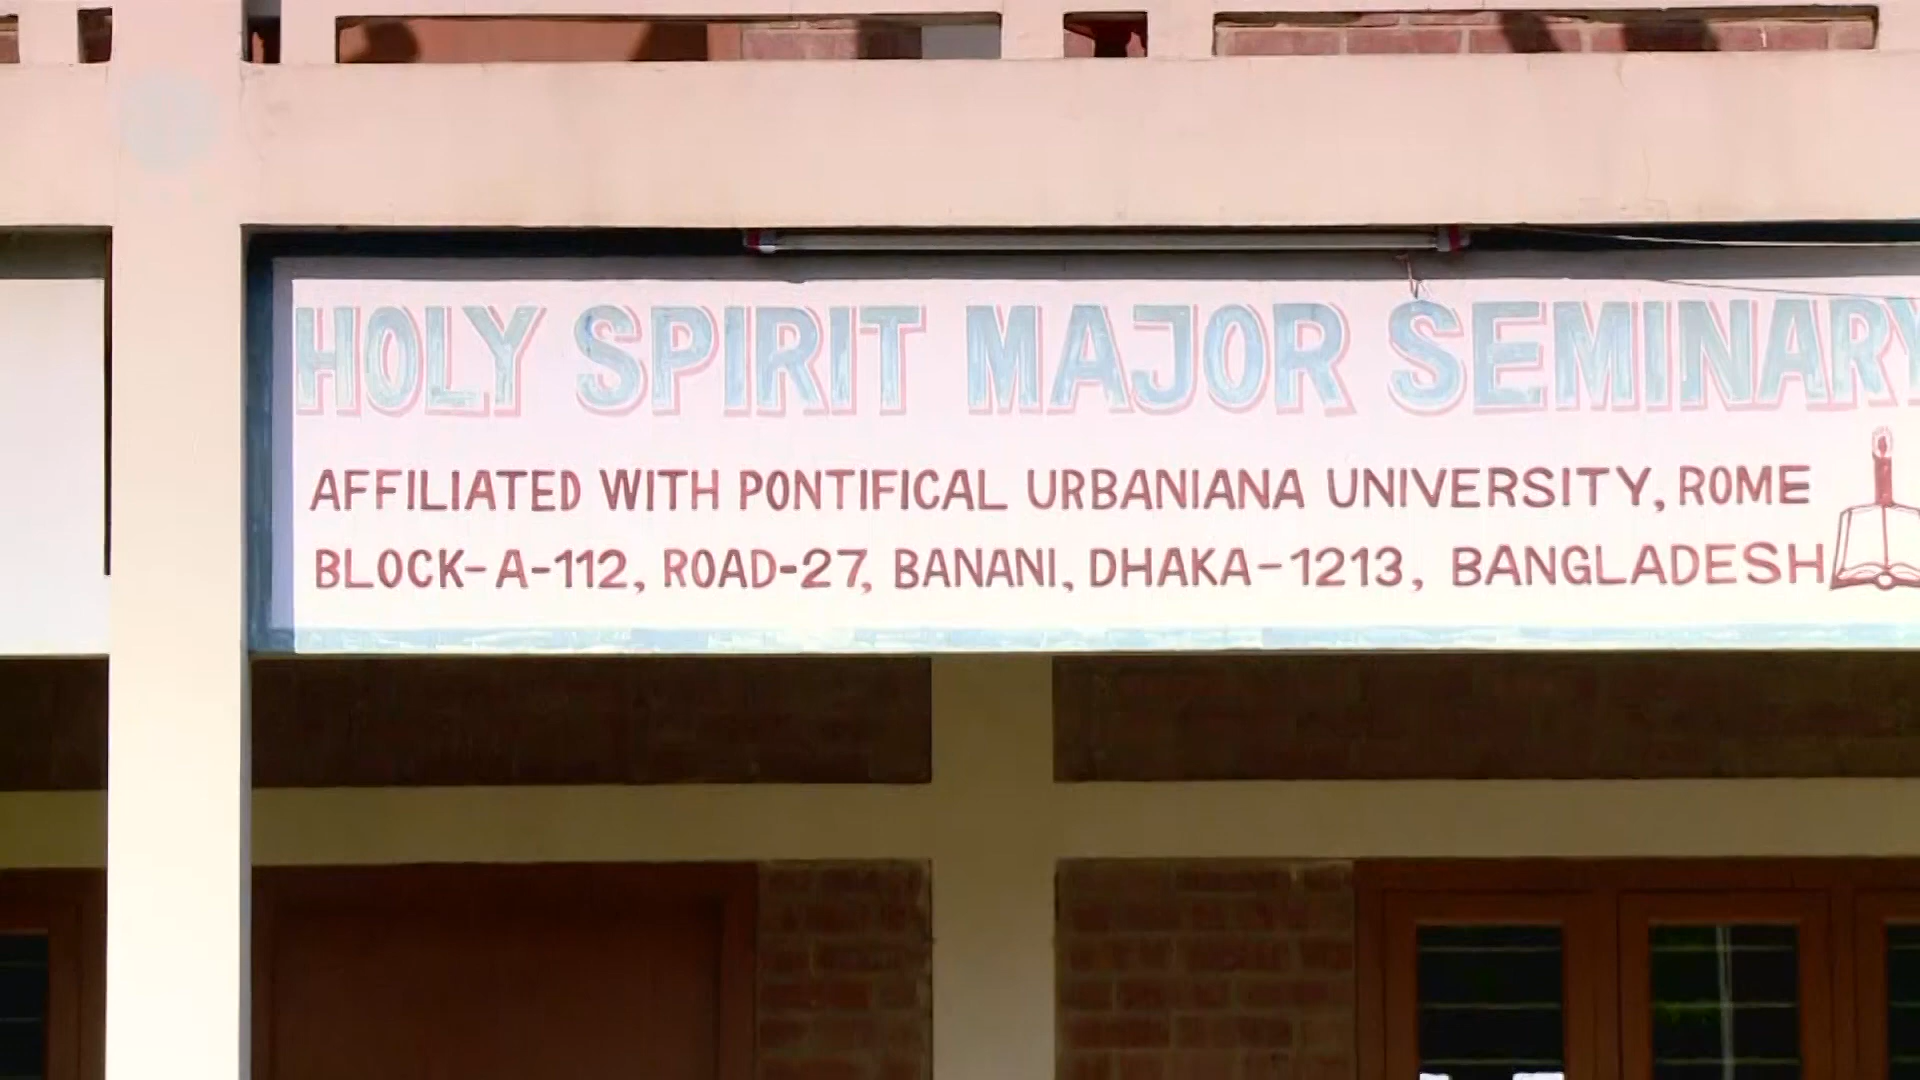 HOLY SPIRIT MAJOR SEMINARY
AFFILIATED WITH PONTIFICAL URBANIANA UNIVERSITY, ROME
BLOCK-A-112, ROAD-27, BANANI, DHAKA-1213, BANGLADESH